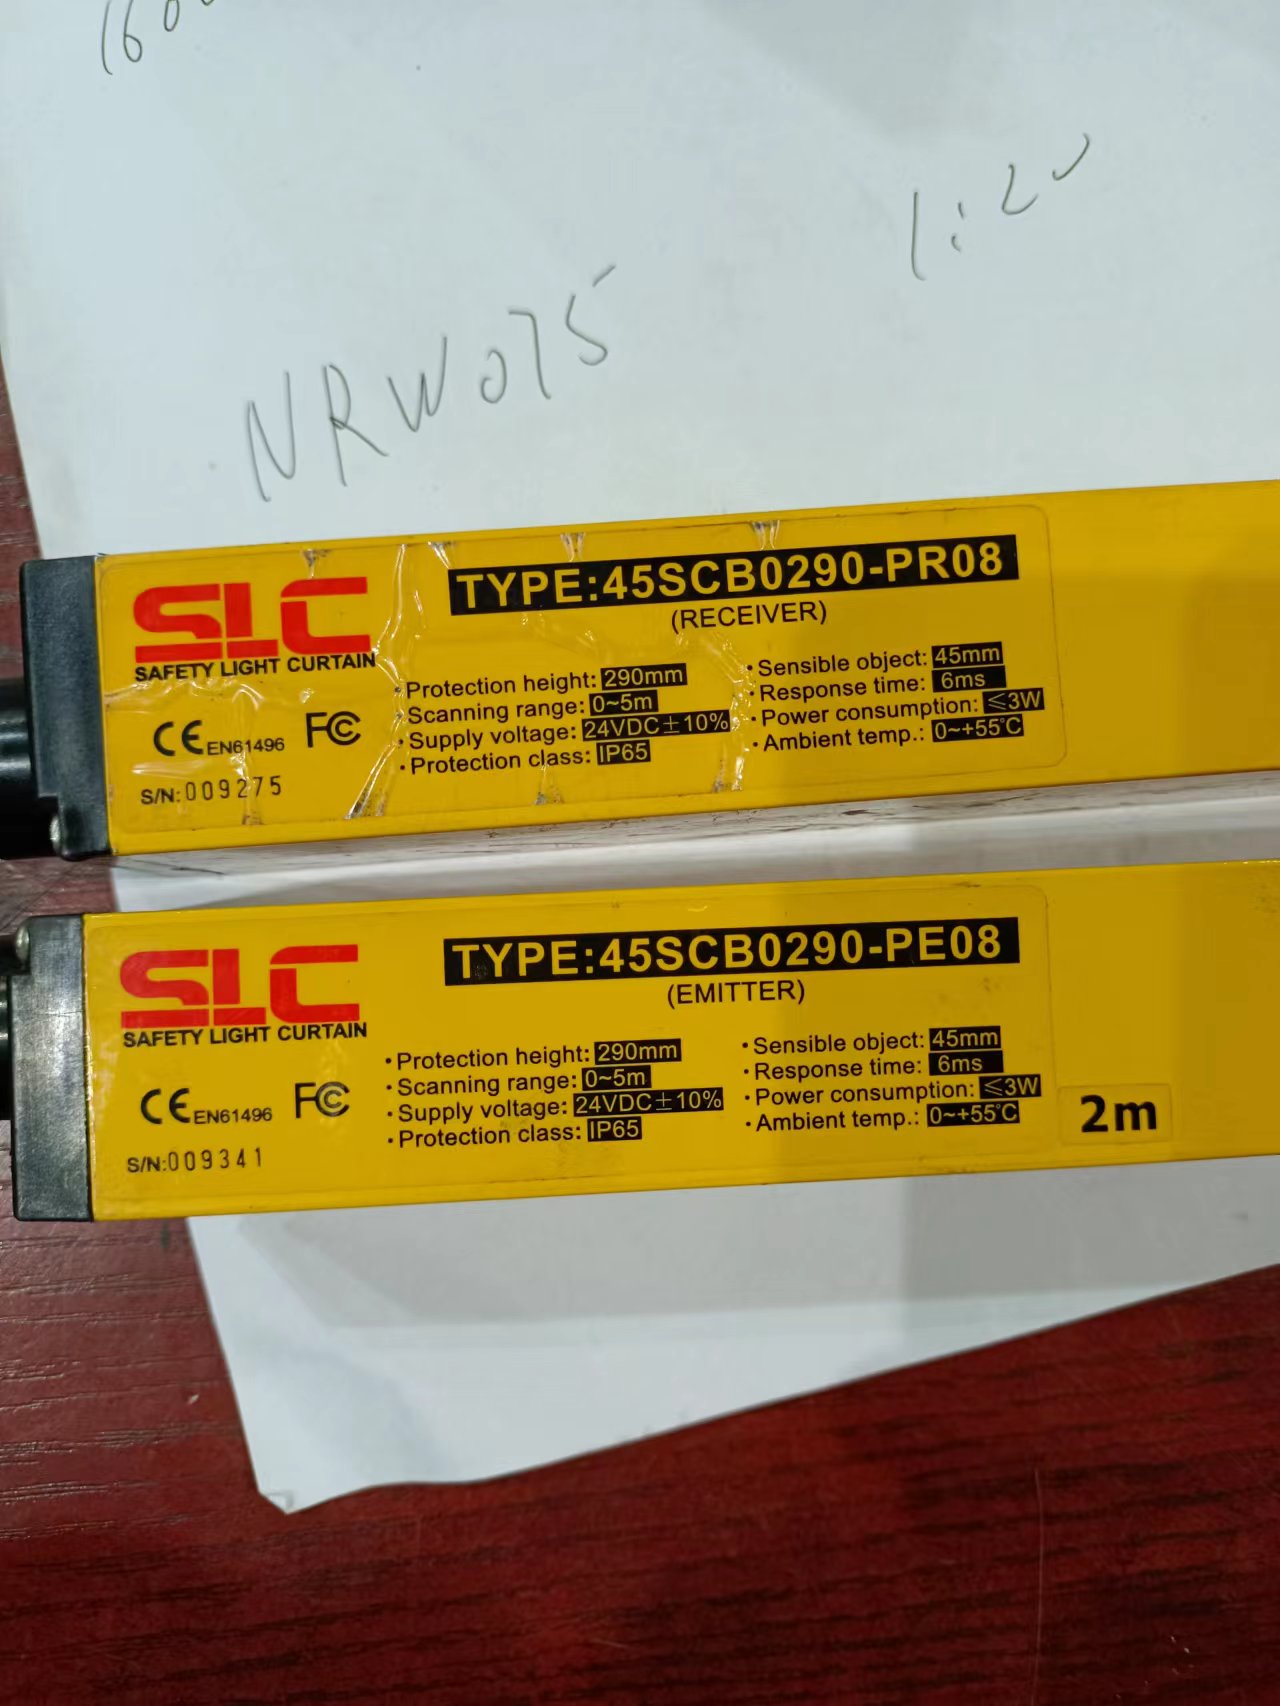 NRW075
SLC
SAFETY LIGHT CURTAIN
CE EN61496 FC
S/N:009275
TYPE:45SCB0290-PR08
(RECEIVER)
·Protection height: 290mm
·Scanning range: 0~5m
·Supply voltage: 24VDC±10%
·Protection class: IP65
·Sensible object: 45mm
·Response time: 6ms
·Power consumption: ≤3W
·Ambient temp.: 0~+55℃
SLC
SAFETY LIGHT CURTAIN
CE EN61496 FC
S/N:009341
TYPE:45SCB0290-PE08
(EMITTER)
·Protection height: 290mm
·Scanning range: 0~5m
·Supply voltage: 24VDC±10%
·Protection class: IP65
·Sensible object: 45mm
·Response time: 6ms
·Power consumption: ≤3W
·Ambient temp.: 0~+55℃
2m